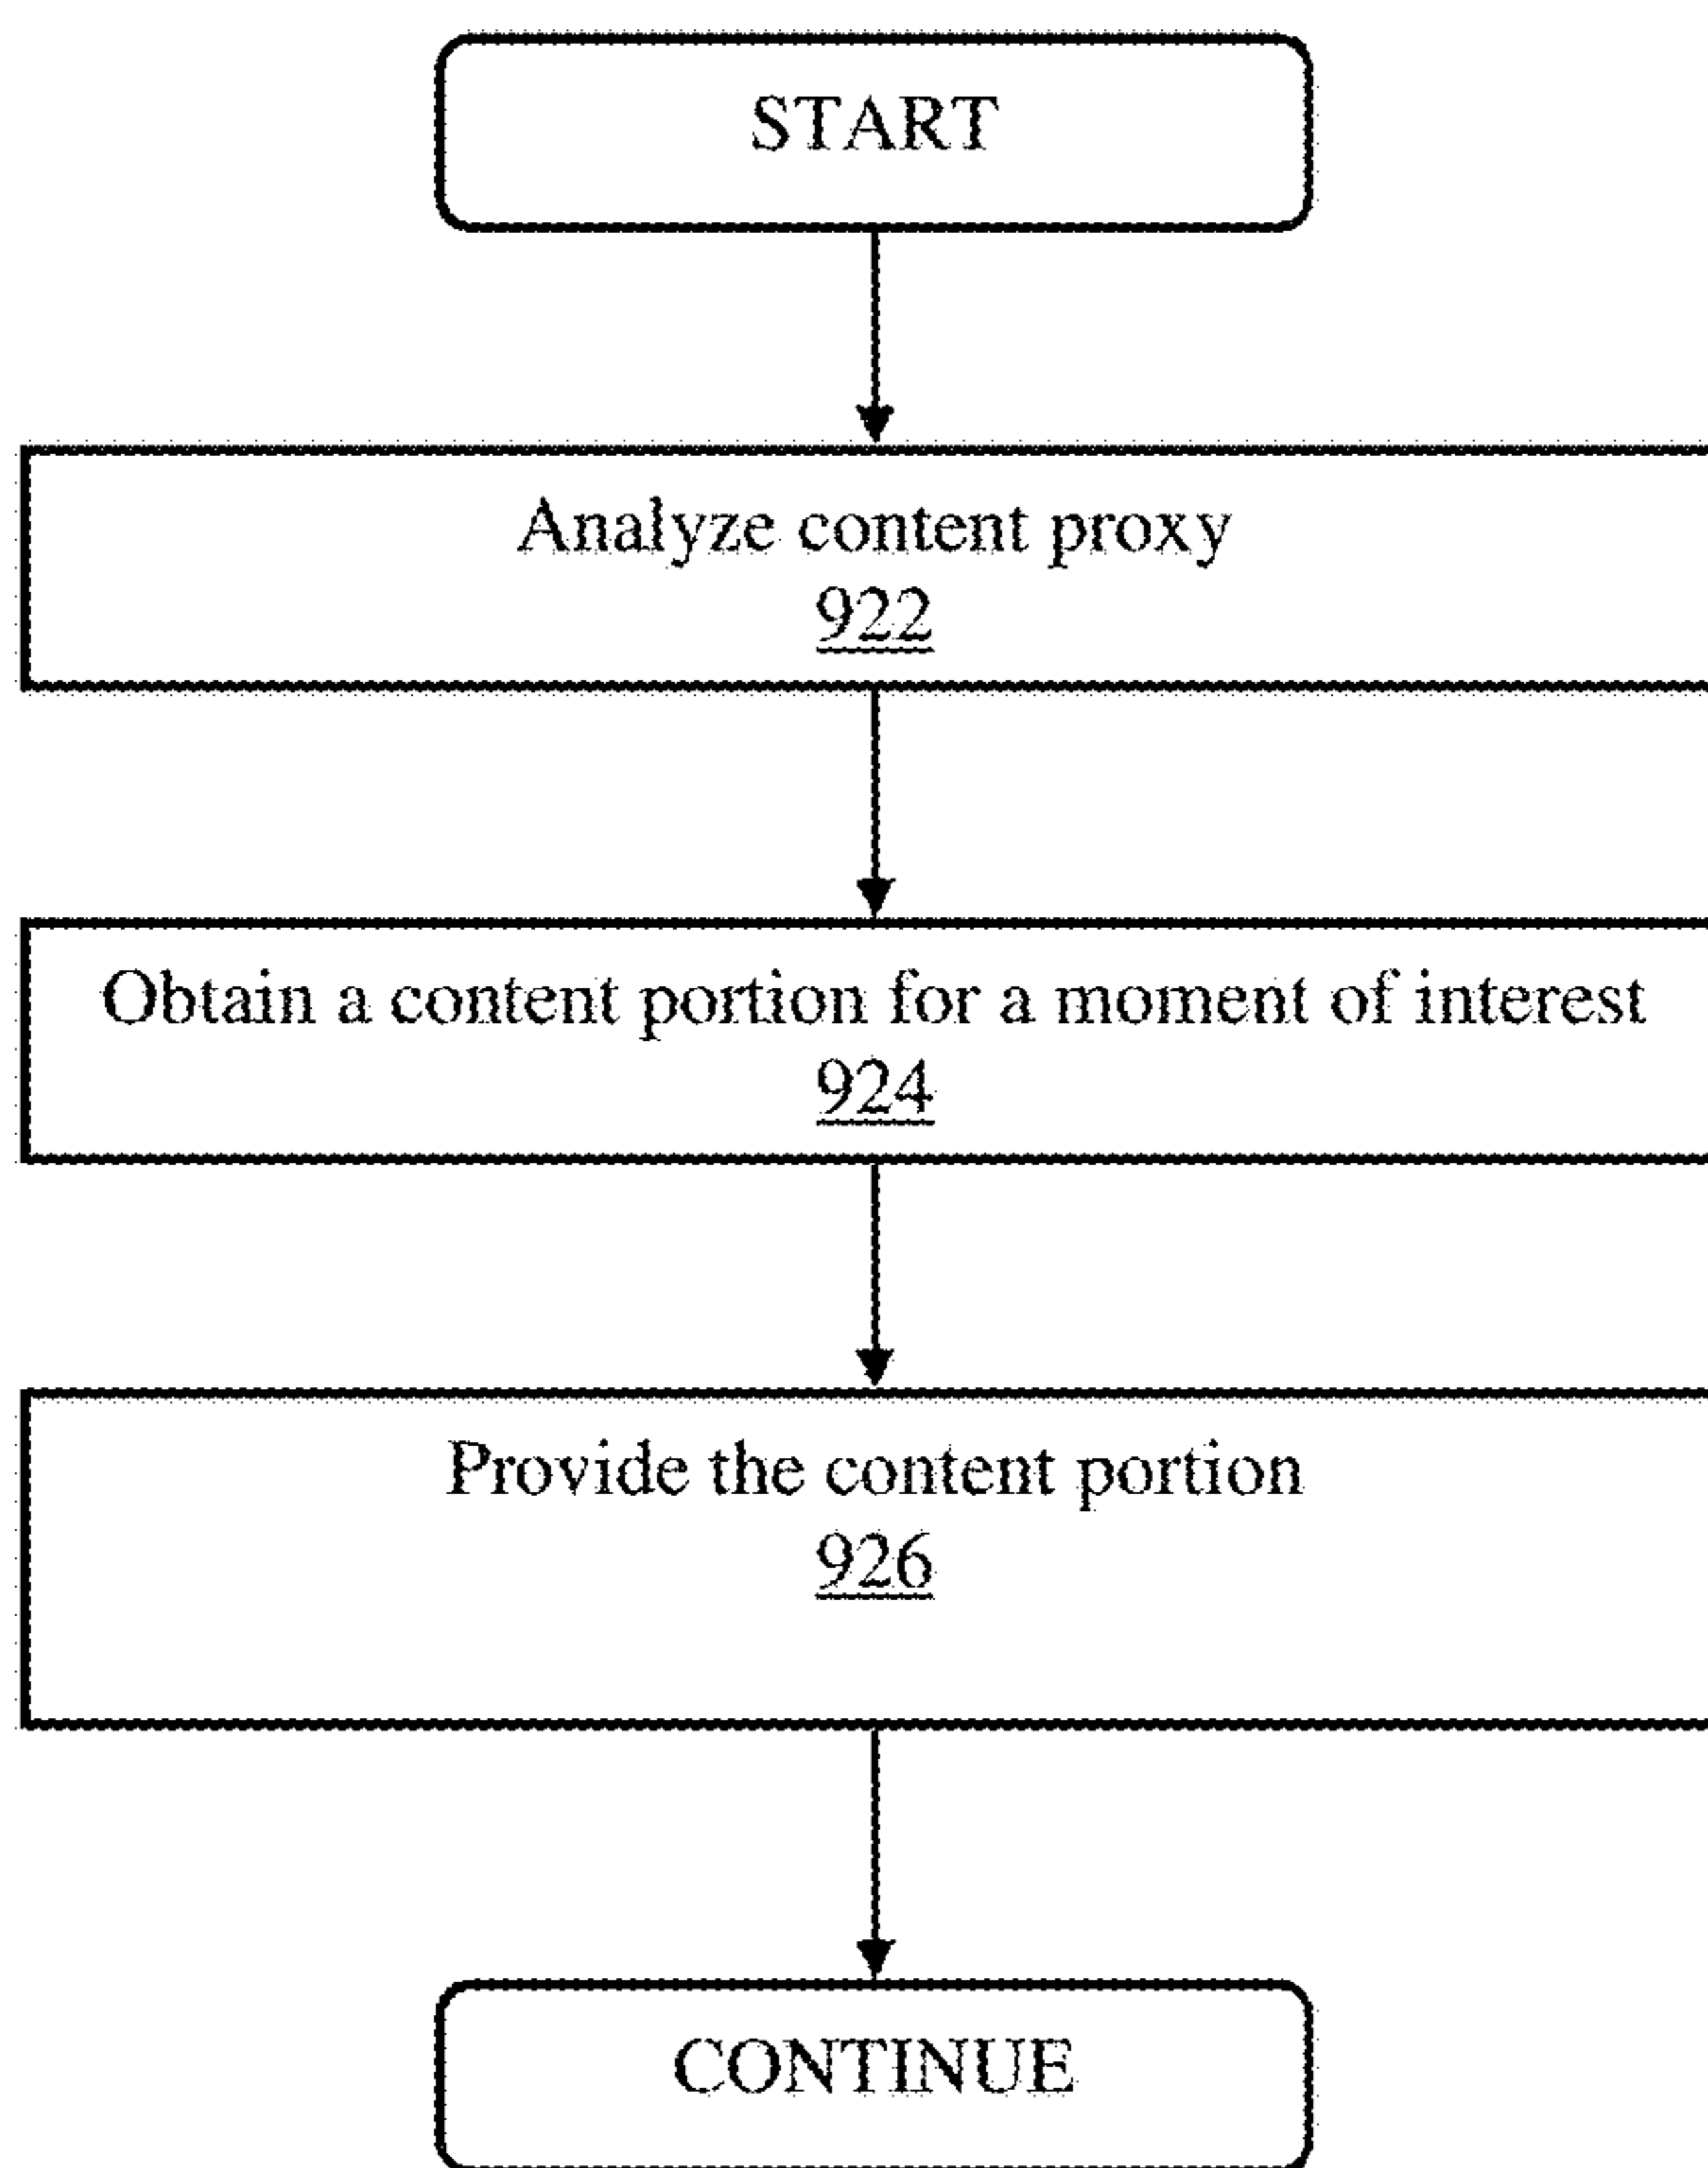 START
Analyze content proxy
922
Obtain a content portion for a moment of interest
924
Provide the content portion
926
CONTINUE